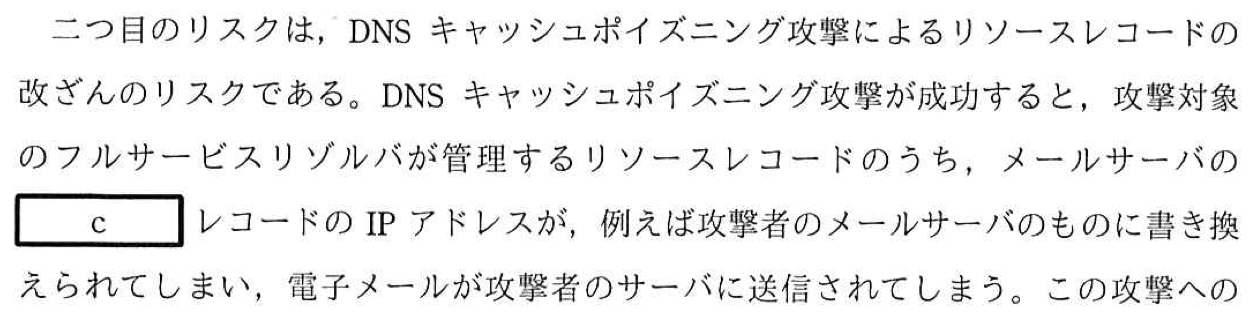 二つ目のリスクは，DNS キャッシュポイズニング攻撃によるリソースレコードの
改ざんのリスクである。DNS キャッシュポイズニング攻撃が成功すると，攻撃対象
のフルサービスリゾルバが管理するリソースレコードのうち，メールサーバの
c レコードの IP アドレスが，例えば攻撃者のメールサーバのものに書き換
えられてしまい，電子メールが攻撃者のサーバに送信されてしまう。この攻撃への